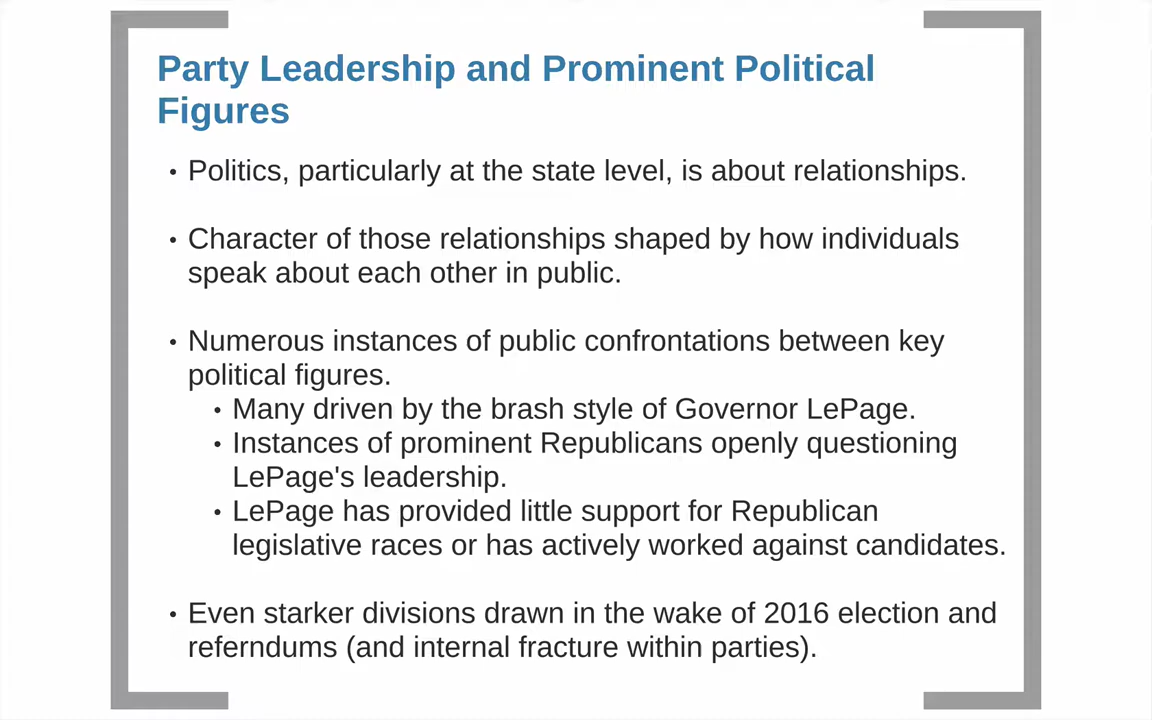 Party Leadership and Prominent Political
Figures
• Politics, particularly at the state level, is about relationships.
• Character of those relationships shaped by how individuals
speak about each other in public.
• Numerous instances of public confrontations between key
political figures.
• Many driven by the brash style of Governor LePage.
• Instances of prominent Republicans openly questioning
LePage's leadership.
• LePage has provided little support for Republican
legislative races or has actively worked against candidates.
• Even starker divisions drawn in the wake of 2016 election and
referndums (and internal fracture within parties).